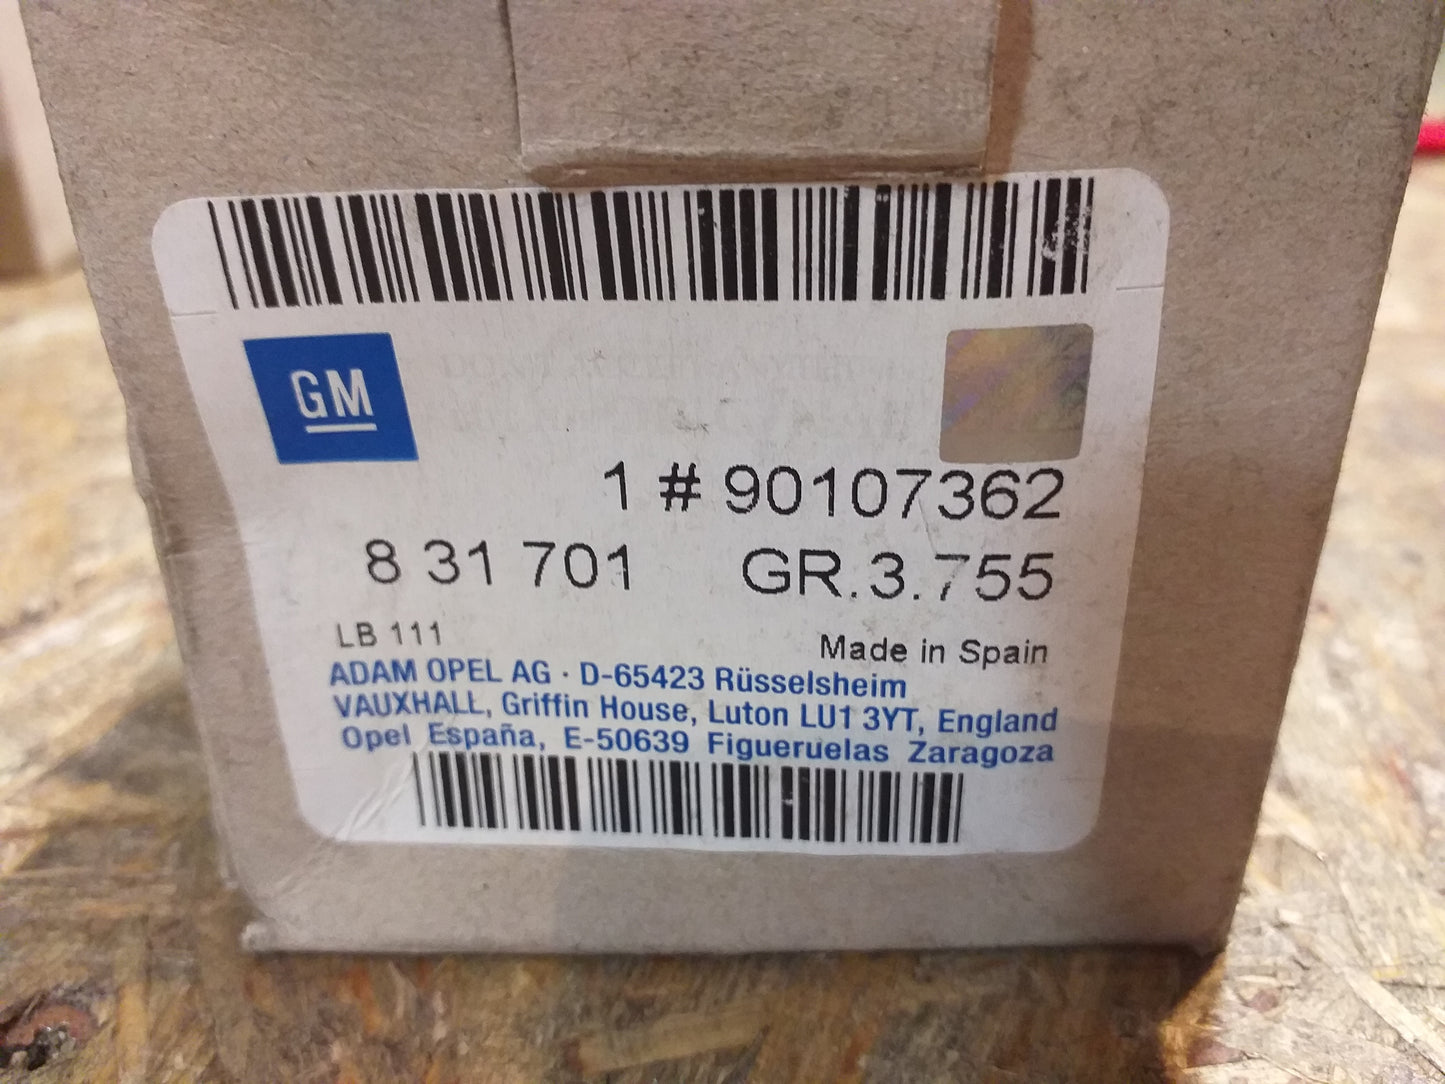 GM
1 # 90107362
8 31 701 GR.3.755
LB 111 Made in Spain
ADAM OPEL AG · D-65423 Rüsselsheim
VAUXHALL, Griffin House, Luton LU1 3YT, England
Opel España, E-50639 Figueruelas Zaragoza